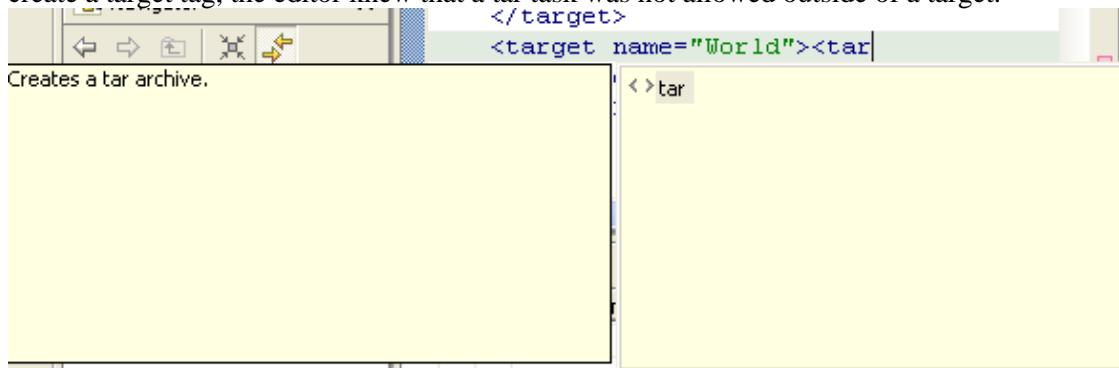 create a target tag, the editor knew that a tar task was not allowed outside of a target.
</target>
<target name="World"><tar
Creates a tar archive.
<>tar